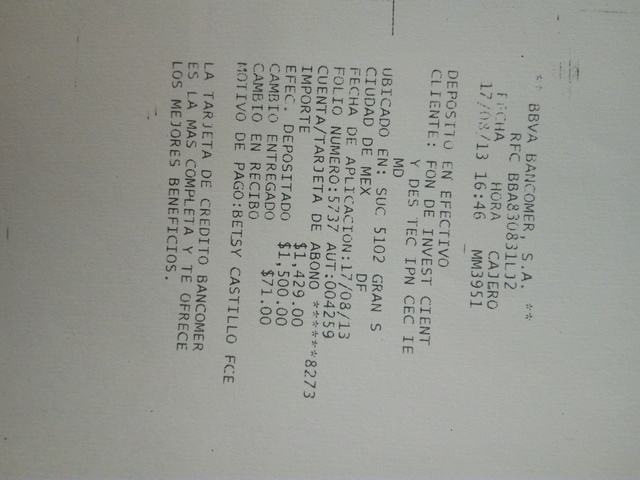 ** BBVA BANCOMER, S.A. **
RFC BBA830831LJ2
FECHA HORA CAJERO
17/08/13 16:46 MM3951
DEPOSITO EN EFECTIVO
CLIENTE: FON DE INVEST CIENT
Y DES TEC IPN CEC IE
MD
UBICADO EN: SUC 5102 GRAN S
CIUDAD DE MEX DF
FECHA DE APLICACION:17/08/13
FOLIO NUMERO:5737 AUT:004259
CUENTA/TARJETA DE ABONO ******8273
IMPORTE $1,429.00
EFEC. DEPOSITADO $1,500.00
CAMBIO ENTREGADO $71.00
CAMBIO EN RECIBO
MOTIVO DE PAGO:BETSY CASTILLO FCE
LA TARJETA DE CREDITO BANCOMER
ES LA MAS COMPLETA Y TE OFRECE
LOS MEJORES BENEFICIOS.